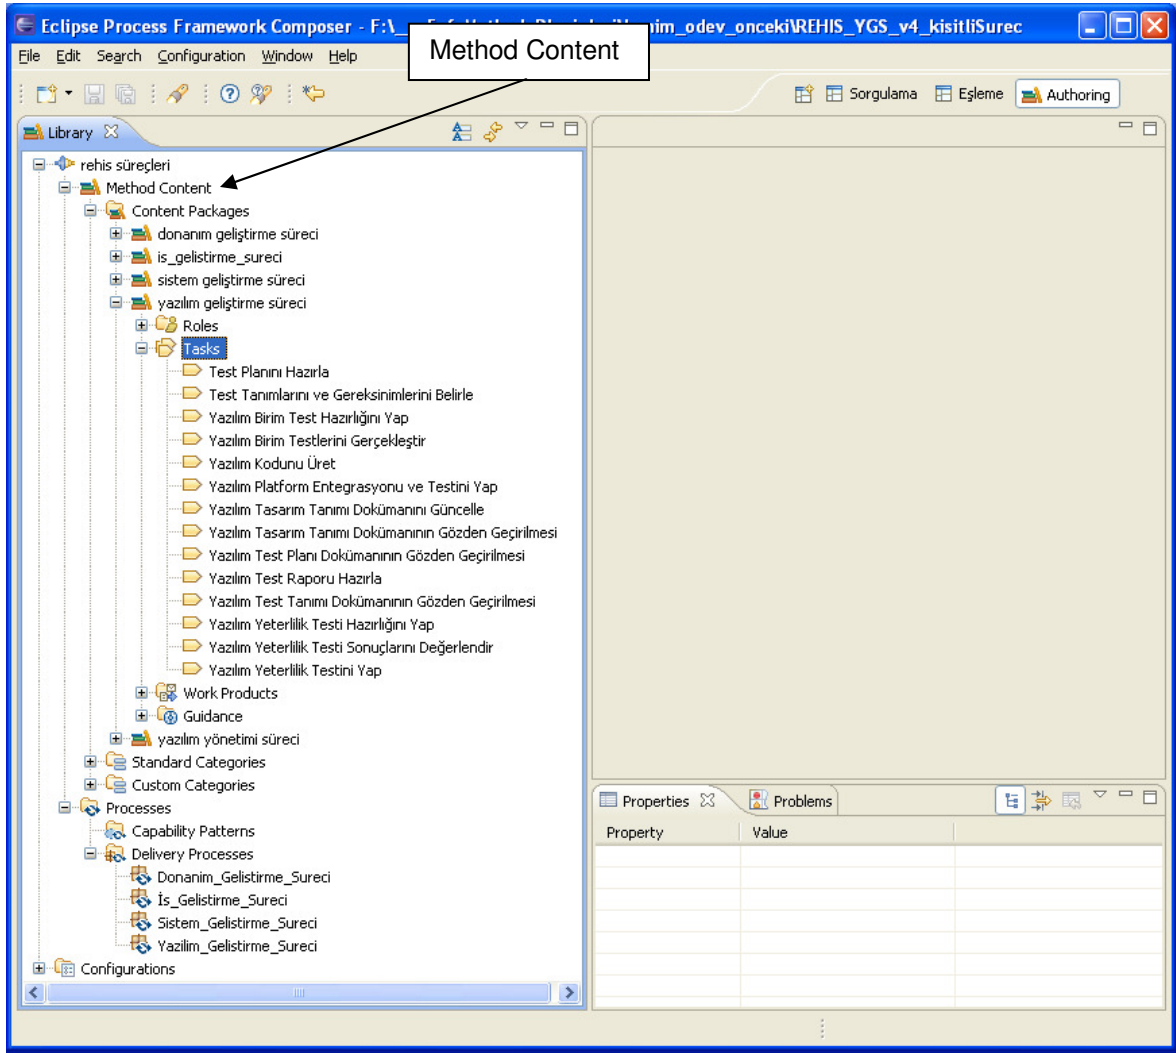 Eclipse Process Framework Composer - F:\_ nim_odev_onceki\REHIS_YGS_v4_kisitliSurec
Method Content
File Edit Search Configuration Window Help
Sorgulama Eşleme Authoring
Library
rehis süreçleri
Method Content
Content Packages
donanım geliştirme süreci
is_gelistirme_sureci
sistem geliştirme süreci
yazılım geliştirme süreci
Roles
Tasks
Test Planını Hazırla
Test Tanımlarını ve Gereksinimlerini Belirle
Yazılım Birim Test Hazırlığını Yap
Yazılım Birim Testlerini Gerçekleştir
Yazılım Kodunu Üret
Yazılım Platform Entegrasyonu ve Testini Yap
Yazılım Tasarım Tanımı Dokümanını Güncelle
Yazılım Tasarım Tanımı Dokümanının Gözden Geçirilmesi
Yazılım Test Planı Dokümanının Gözden Geçirilmesi
Yazılım Test Raporu Hazırla
Yazılım Test Tanımı Dokümanının Gözden Geçirilmesi
Yazılım Yeterlilik Testi Hazırlığını Yap
Yazılım Yeterlilik Testi Sonuçlarını Değerlendir
Yazılım Yeterlilik Testini Yap
Work Products
Guidance
yazılım yönetimi süreci
Standard Categories
Custom Categories
Processes
Capability Patterns
Delivery Processes
Donanim_Gelistirme_Sureci
İs_Gelistirme_Sureci
Sistem_Gelistirme_Sureci
Yazilim_Gelistirme_Sureci
Configurations
Properties Problems
Property Value